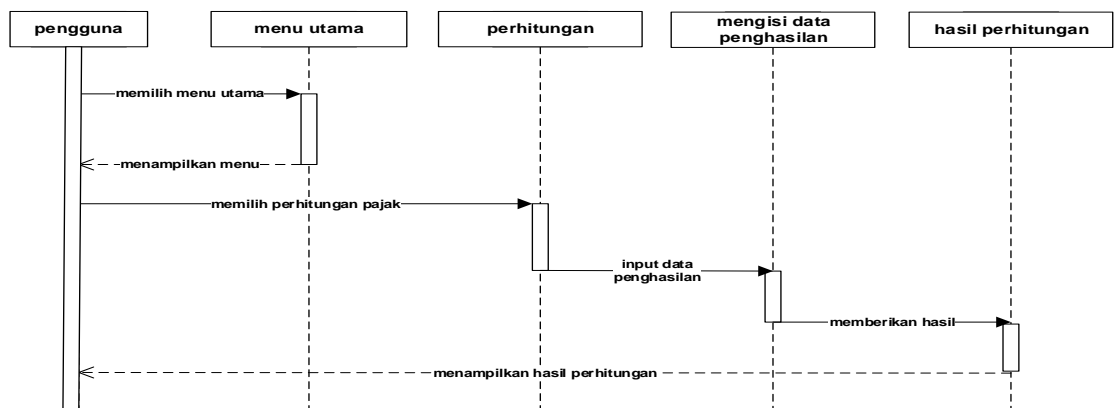 pengguna
menu utama
perhitungan
mengisi data
penghasilan
hasil perhitungan
memilih menu utama
menampilkan menu
memilih perhitungan pajak
input data
penghasilan
memberikan hasil
menampilkan hasil perhitungan